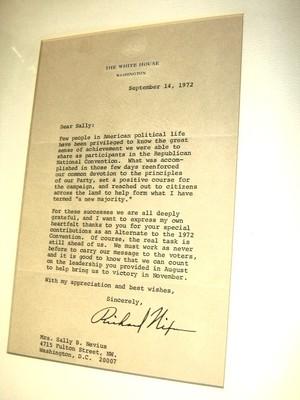 THE WHITE HOUSE
WASHINGTON
September 14, 1972
Dear Sally:
Few people in American political life
have been privileged to know the great
sense of achievement we were able to
share as participants in the Republican
National Convention. What was accom-
plished in those few days reenforced
our common devotion to the principles
of our Party, set a positive course for
the campaign, and reached out to citizens
across the land to help form what I have
termed "a new majority."
For these successes we are all deeply
grateful, and I want to express my own
heartfelt thanks to you for your special
contributions as an Alternate to the 1972
Convention. Of course, the real task is
still ahead of us. We must work as never
before to carry our message to the voters,
and it is good to know that we can count
on the leadership you provided in August
to help bring us to victory in November.
With my appreciation and best wishes,
Sincerely,
Richard Nixon
Mrs. Sally B. Nevius
4715 Fulton Street, NW.
Washington, D.C. 20007